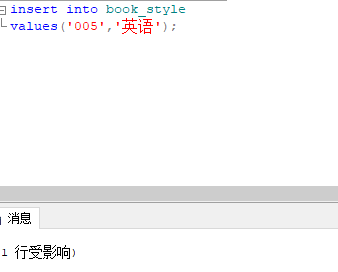 insert into book_style
values('005','英语');
消息
1 行受影响)